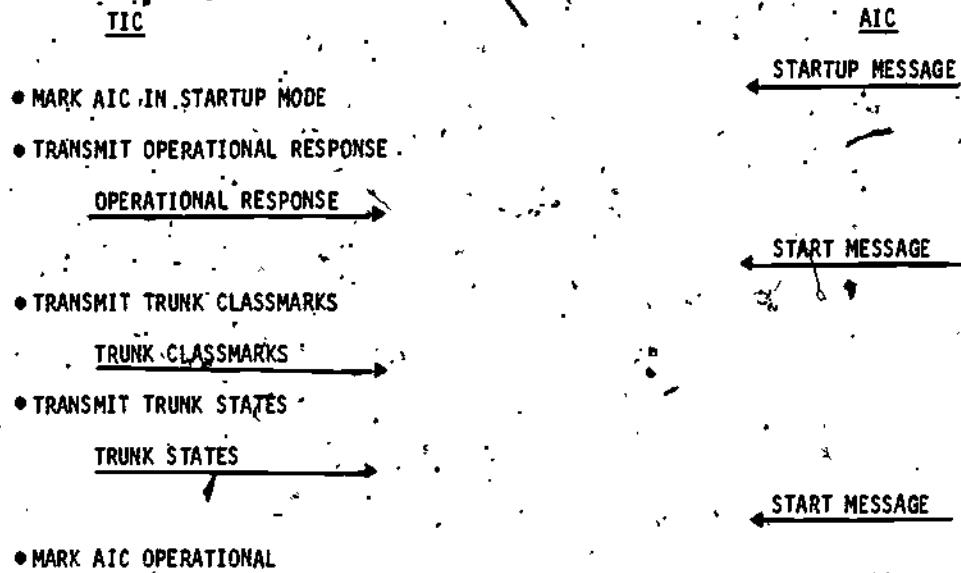 TIC
AIC
STARTUP MESSAGE
● MARK AIC IN STARTUP MODE
● TRANSMIT OPERATIONAL RESPONSE
OPERATIONAL RESPONSE
START MESSAGE
● TRANSMIT TRUNK CLASSMARKS
TRUNK CLASSMARKS
● TRANSMIT TRUNK STATES
TRUNK STATES
START MESSAGE
● MARK AIC OPERATIONAL